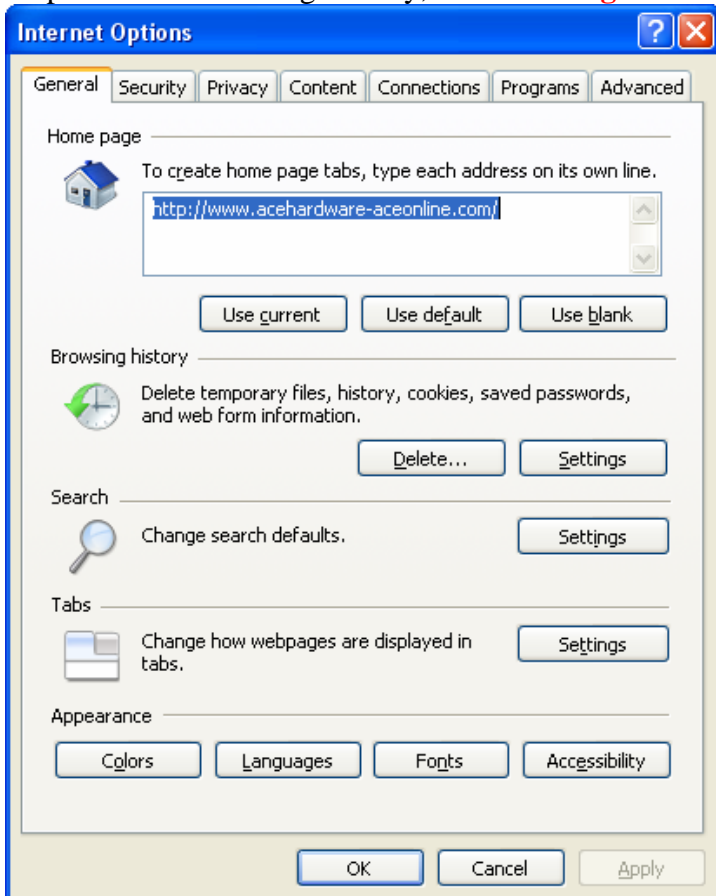 Internet Options
General Security Privacy Content Connections Programs Advanced
Home page
To create home page tabs, type each address on its own line.
http://www.acehardware-aceonline.com/
Use current Use default Use blank
Browsing history
Delete temporary files, history, cookies, saved passwords,
and web form information.
Delete... Settings
Search
Change search defaults.
Settings
Tabs
Change how webpages are displayed in
tabs.
Settings
Appearance
Colors Languages Fonts Accessibility
OK Cancel Apply